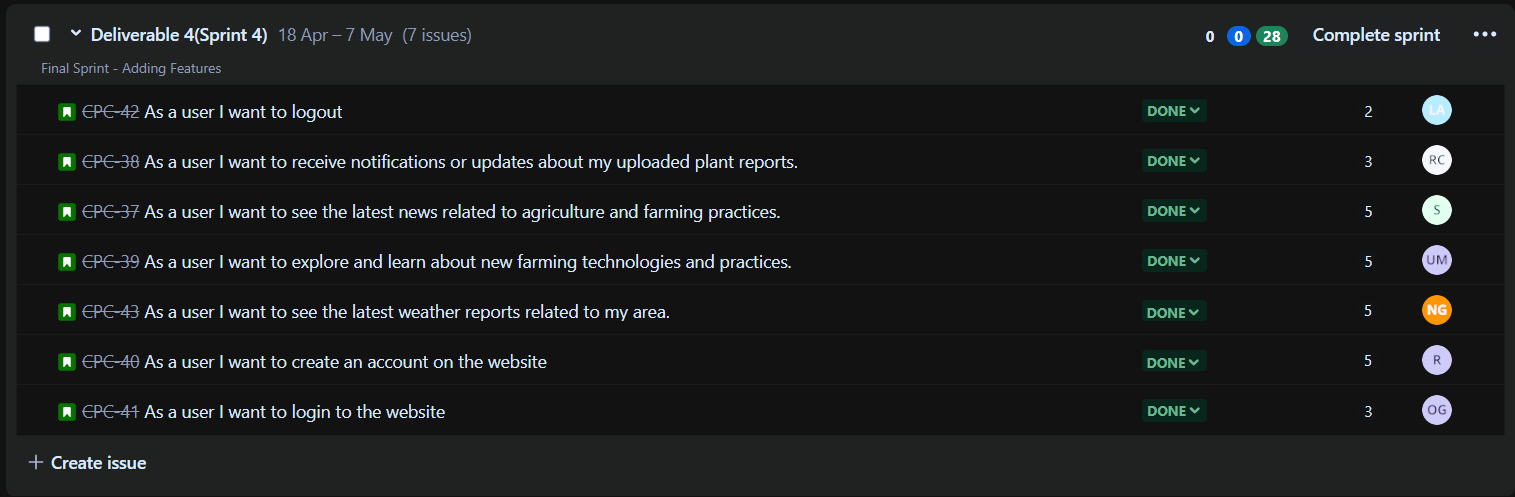 Deliverable 4(Sprint 4) 18 Apr – 7 May (7 issues) 0 0 28 Complete sprint
Final Sprint - Adding Features
CPC-42 As a user I want to logout DONE 2 LA
CPC-38 As a user I want to receive notifications or updates about my uploaded plant reports. DONE 3 RC
CPC-37 As a user I want to see the latest news related to agriculture and farming practices. DONE 5 S
CPC-39 As a user I want to explore and learn about new farming technologies and practices. DONE 5 UM
CPC-43 As a user I want to see the latest weather reports related to my area. DONE 5 NG
CPC-40 As a user I want to create an account on the website DONE 5 R
CPC-41 As a user I want to login to the website DONE 3 OG
Create issue